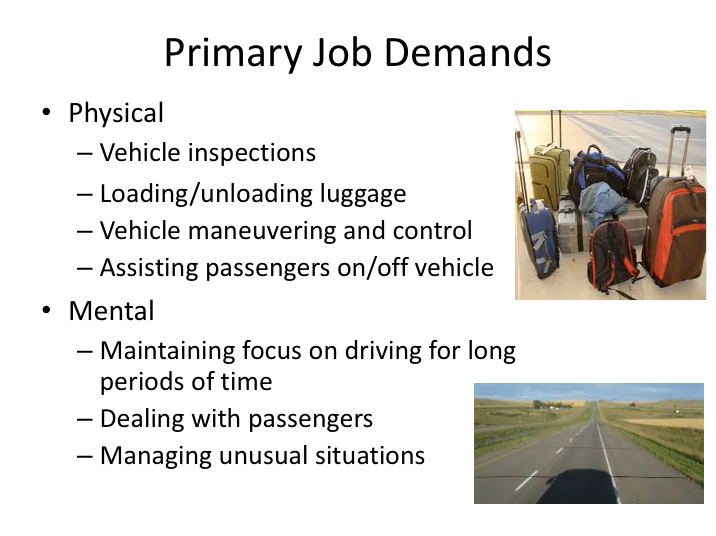 Primary Job Demands
• Physical
– Vehicle inspections
– Loading/unloading luggage
– Vehicle maneuvering and control
– Assisting passengers on/off vehicle
• Mental
– Maintaining focus on driving for long
periods of time
– Dealing with passengers
– Managing unusual situations